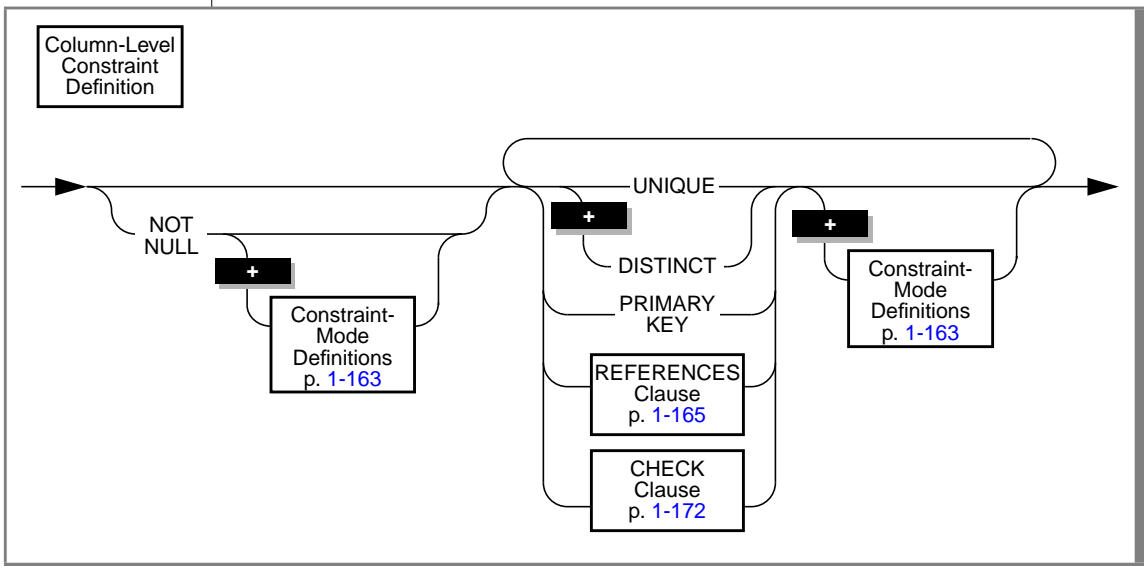 Column-Level
Constraint
Definition
UNIQUE
NOT
NULL
+
+
+
DISTINCT
Constraint-
Mode
Definitions
p. 1-163
Constraint-
Mode
Definitions
p. 1-163
PRIMARY
KEY
REFERENCES
Clause
p. 1-165
CHECK
Clause
p. 1-172